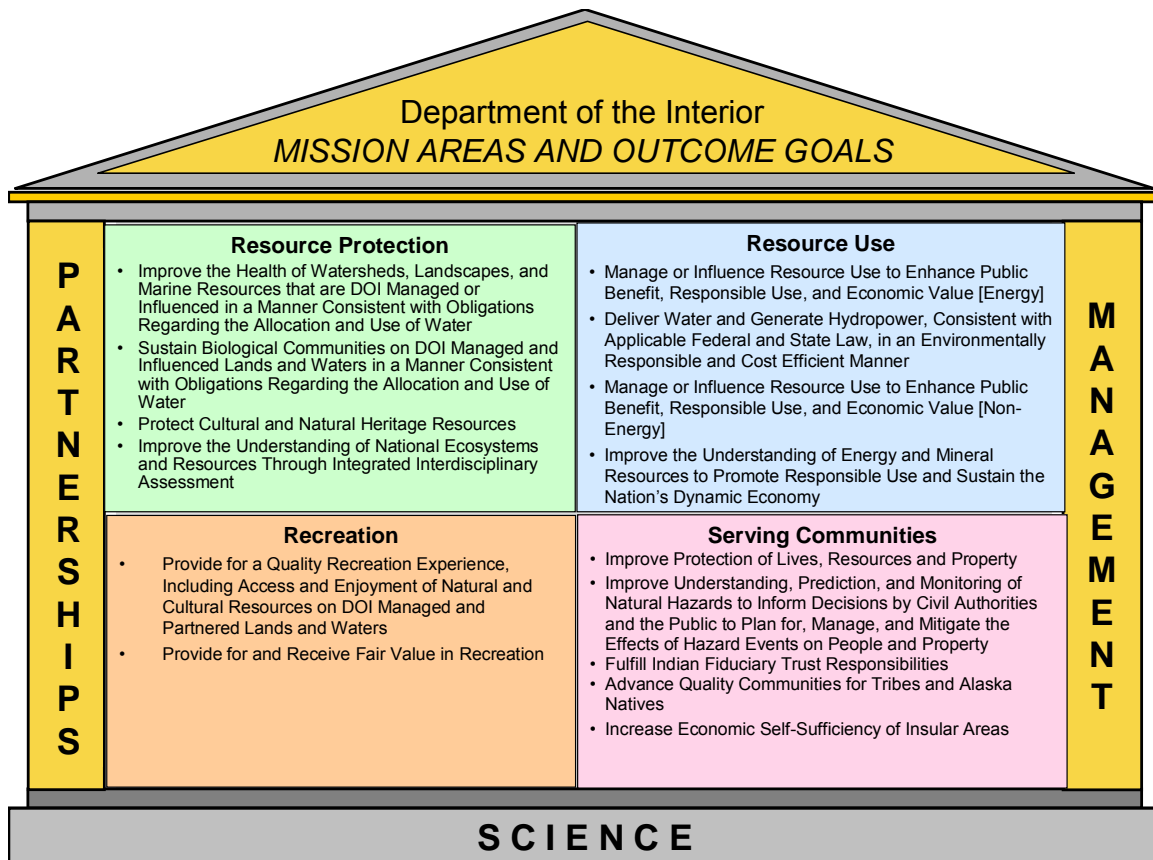 Department of the Interior
MISSION AREAS AND OUTCOME GOALS
PARTNERSHIPS
Resource Protection
• Improve the Health of Watersheds, Landscapes, and
Marine Resources that are DOI Managed or
Influenced in a Manner Consistent with Obligations
Regarding the Allocation and Use of Water
• Sustain Biological Communities on DOI Managed and
Influenced Lands and Waters in a Manner Consistent
with Obligations Regarding the Allocation and Use of
Water
• Protect Cultural and Natural Heritage Resources
• Improve the Understanding of National Ecosystems
and Resources Through Integrated Interdisciplinary
Assessment
Resource Use
• Manage or Influence Resource Use to Enhance Public
Benefit, Responsible Use, and Economic Value [Energy]
• Deliver Water and Generate Hydropower, Consistent with
Applicable Federal and State Law, in an Environmentally
Responsible and Cost Efficient Manner
• Manage or Influence Resource Use to Enhance Public
Benefit, Responsible Use, and Economic Value [Non-
Energy]
• Improve the Understanding of Energy and Mineral
Resources to Promote Responsible Use and Sustain the
Nation's Dynamic Economy
Recreation
• Provide for a Quality Recreation Experience,
Including Access and Enjoyment of Natural and
Cultural Resources on DOI Managed and
Partnered Lands and Waters
• Provide for and Receive Fair Value in Recreation
Serving Communities
• Improve Protection of Lives, Resources and Property
• Improve Understanding, Prediction, and Monitoring of
Natural Hazards to Inform Decisions by Civil Authorities
and the Public to Plan for, Manage, and Mitigate the
Effects of Hazard Events on People and Property
• Fulfill Indian Fiduciary Trust Responsibilities
• Advance Quality Communities for Tribes and Alaska
Natives
• Increase Economic Self-Sufficiency of Insular Areas
MANAGEMENT
SCIENCE